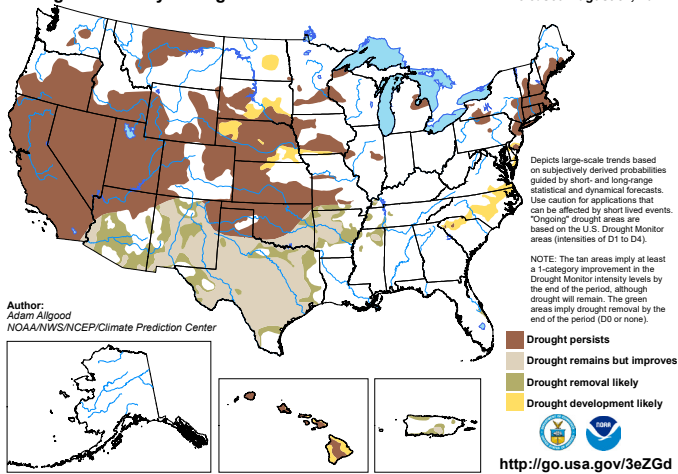 Depicts large-scale trends based
on subjectively derived probabilities
guided by short- and long-range
statistical and dynamical forecasts.
Use caution for applications that
can be affected by short lived events.
"Ongoing" drought areas are
based on the U.S. Drought Monitor
areas (intensities of D1 to D4).
NOTE: The tan areas imply at least
a 1-category improvement in the
Drought Monitor intensity levels by
the end of the period, although
drought will remain. The green
areas imply drought removal by the
end of the period (D0 or none).
Author:
Adam Allgood
NOAA/NWS/NCEP/Climate Prediction Center
Drought persists
Drought remains but improves
Drought removal likely
Drought development likely
NOAA
http://go.usa.gov/3eZGd